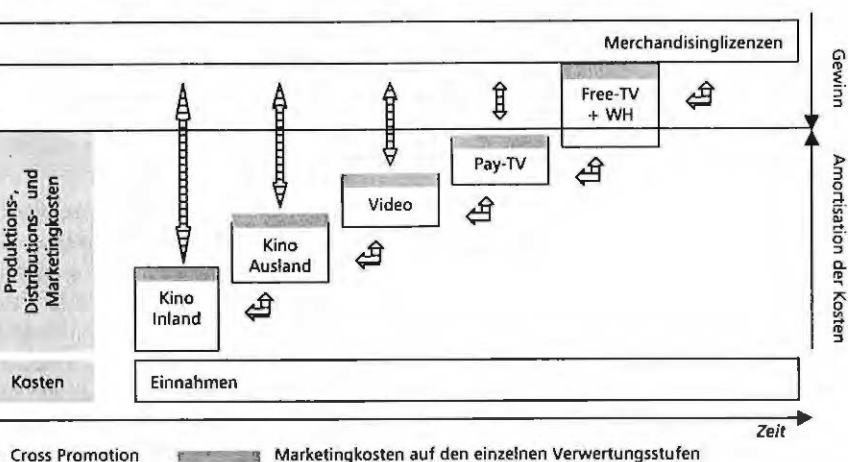 Merchandisinglizenzen
Gewinn
Free-TV
+ WH
Pay-TV
Video
Kino
Ausland
Kino
Inland
Produktions-,
Distributions- und
Marketingkosten
Amortisation der Kosten
Kosten
Einnahmen
Zeit
Cross Promotion
Marketingkosten auf den einzelnen Verwertungsstufen